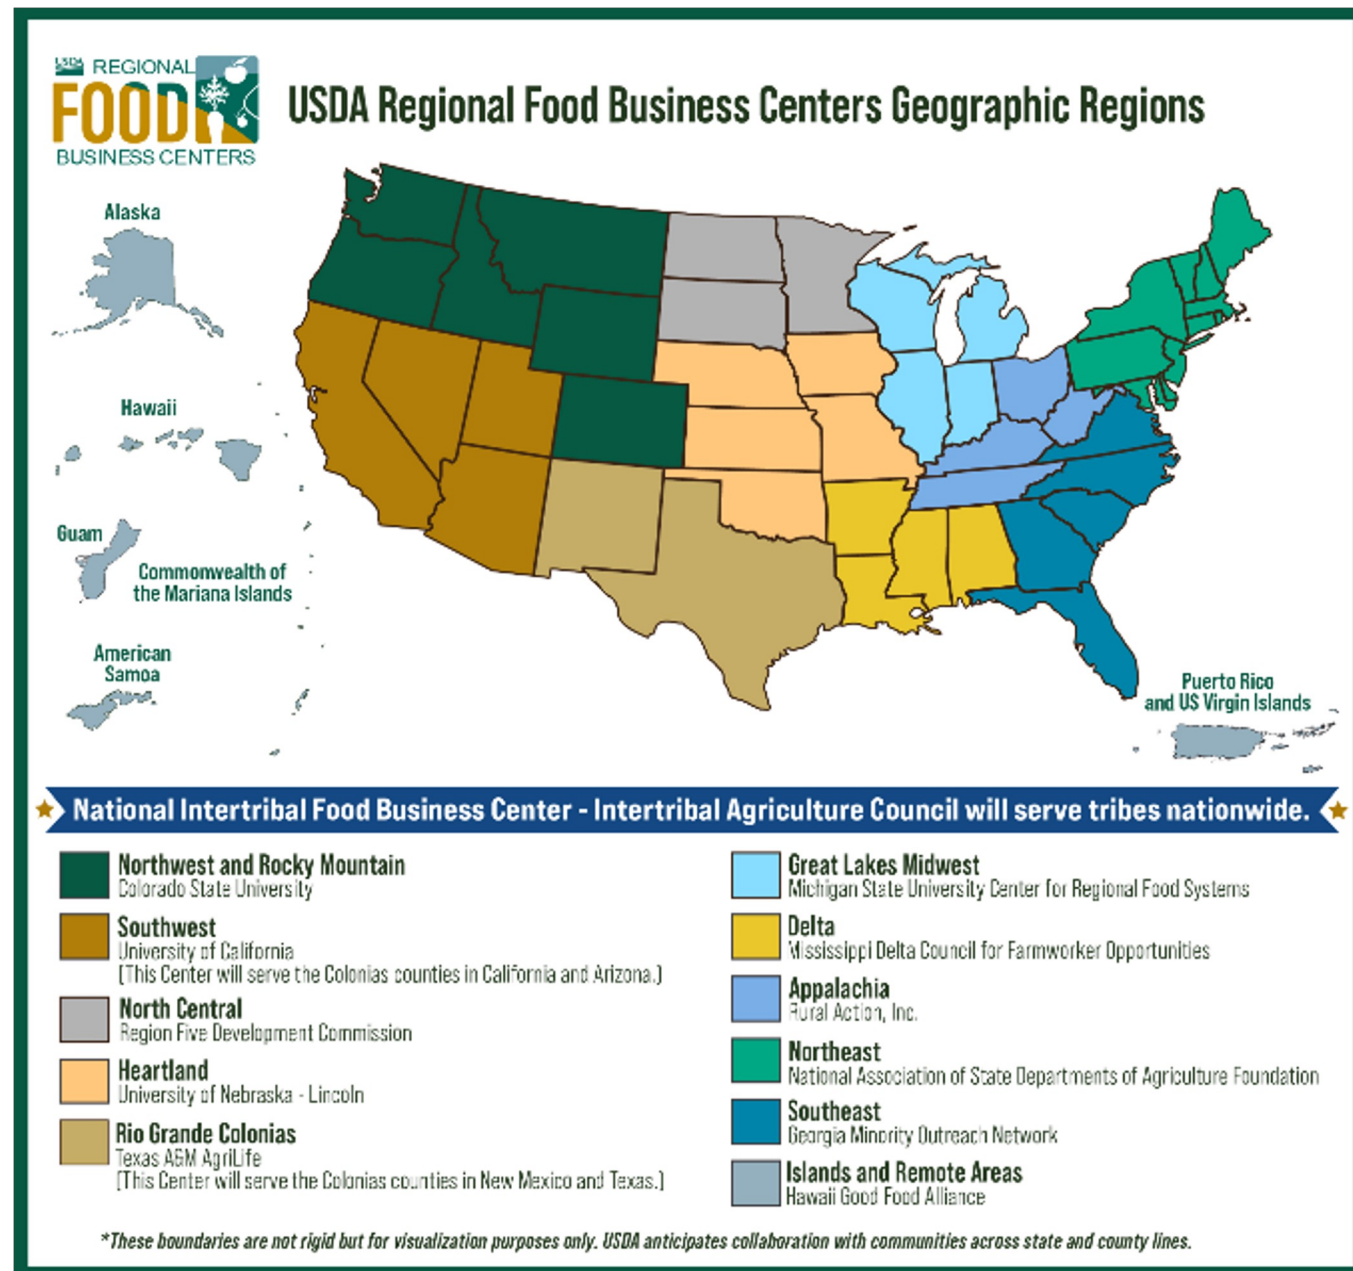 USDA REGIONAL
FOOD
BUSINESS CENTERS
USDA Regional Food Business Centers Geographic Regions
Alaska
Hawaii
Guam
Commonwealth of
the Mariana Islands
American
Samoa
Puerto Rico
and US Virgin Islands
National Intertribal Food Business Center - Intertribal Agriculture Council will serve tribes nationwide.
Northwest and Rocky Mountain
Colorado State University
Southwest
University of California
[This Center will serve the Colonias counties in California and Arizona.]
North Central
Region Five Development Commission
Heartland
University of Nebraska - Lincoln
Rio Grande Colonias
Texas A&M AgriLife
[This Center will serve the Colonias counties in New Mexico and Texas.]
Great Lakes Midwest
Michigan State University Center for Regional Food Systems
Delta
Mississippi Delta Council for Farmworker Opportunities
Appalachia
Rural Action, Inc.
Northeast
National Association of State Departments of Agriculture Foundation
Southeast
Georgia Minority Outreach Network
Islands and Remote Areas
Hawaii Good Food Alliance
*These boundaries are not rigid but for visualization purposes only. USDA anticipates collaboration with communities across state and county lines.